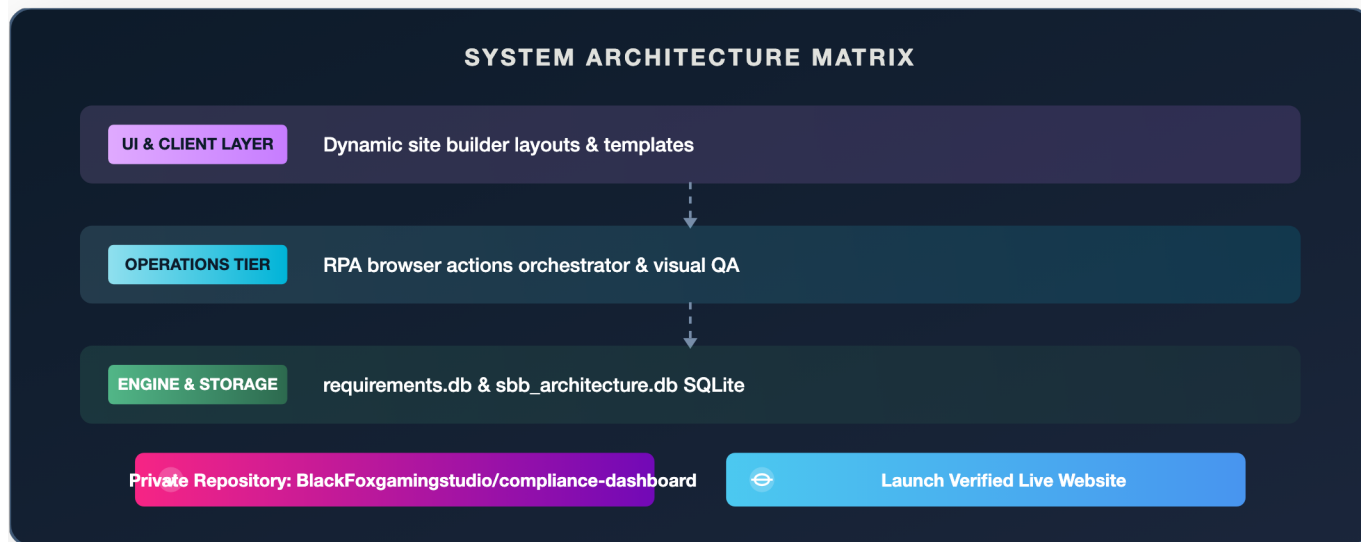 SYSTEM ARCHITECTURE MATRIX
UI & CLIENT LAYER
Dynamic site builder layouts & templates
OPERATIONS TIER
RPA browser actions orchestrator & visual QA
ENGINE & STORAGE
requirements.db & sbb_architecture.db SQLite
Private Repository: BlackFoxgamingstudio/compliance-dashboard
Launch Verified Live Website